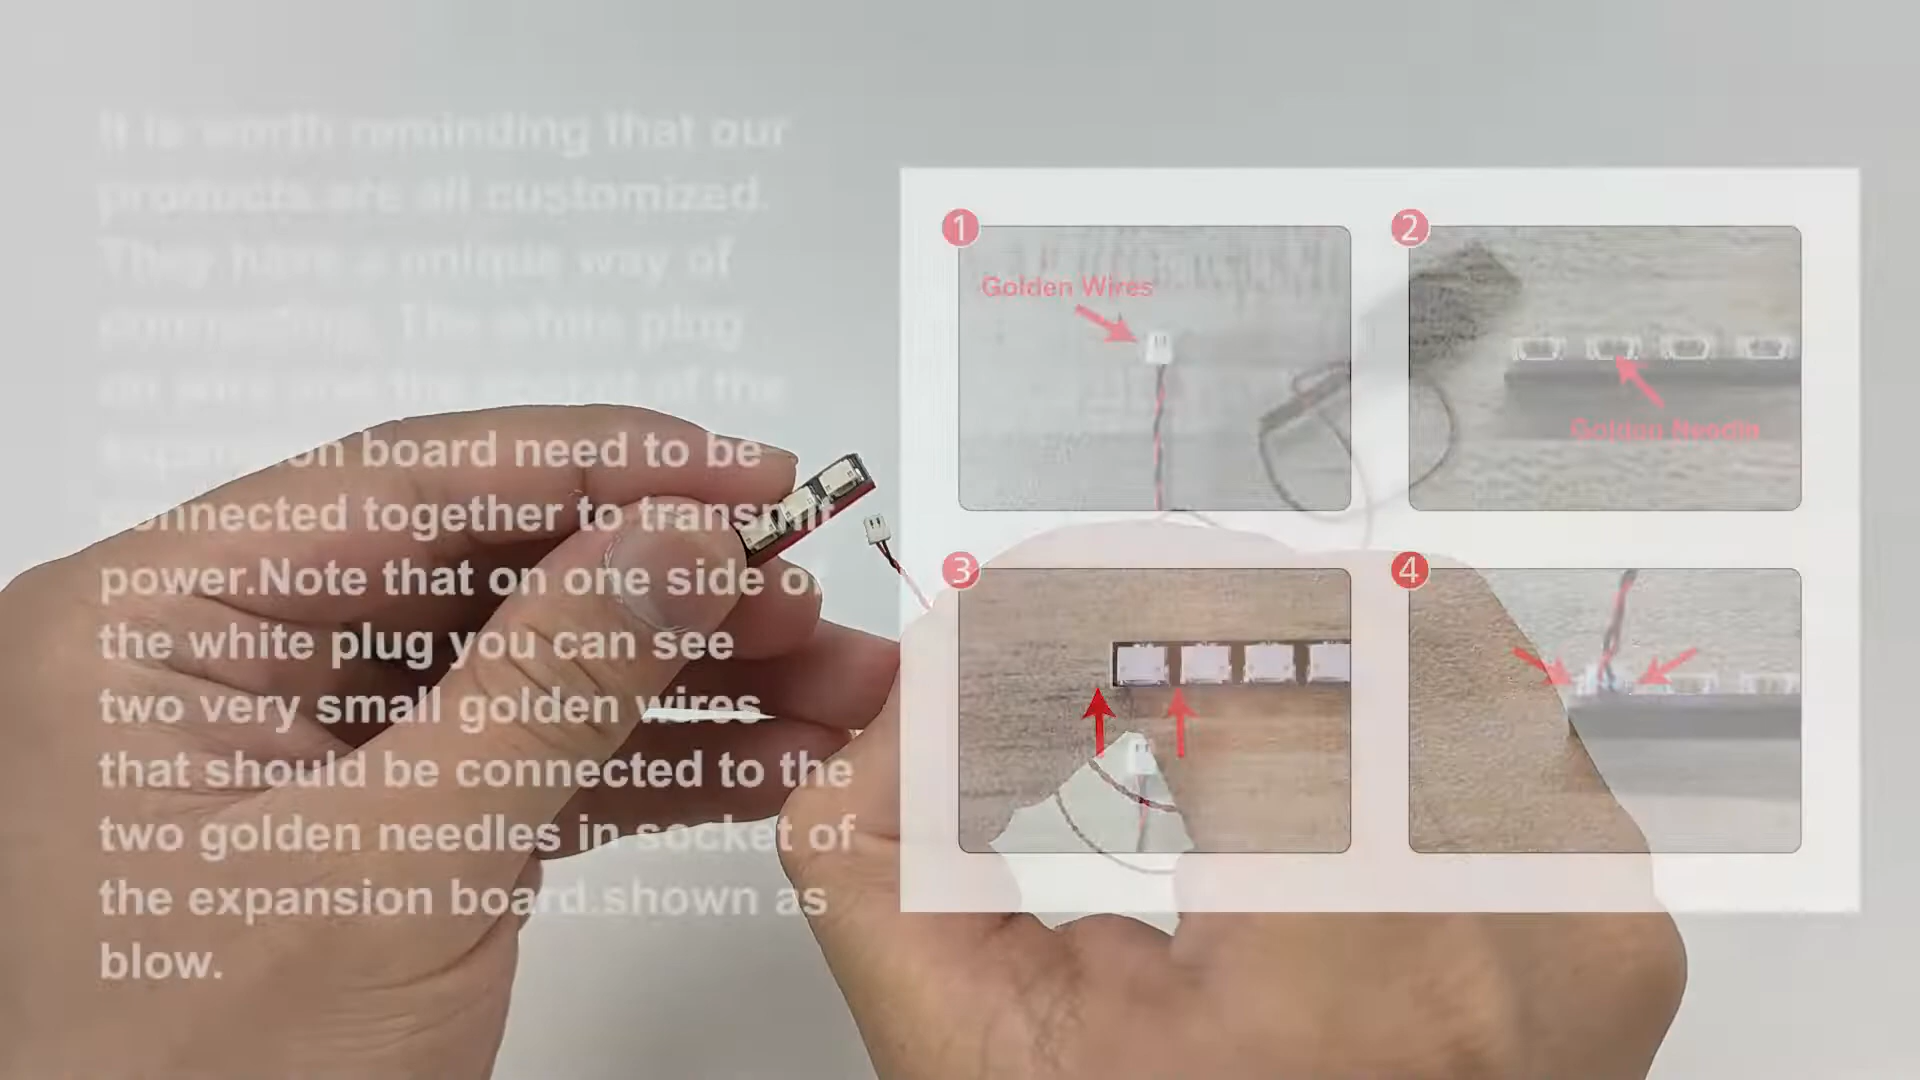 It is worth reminding that our
products are all customized.
They have a unique way of
connecting. The white plug
on wire and the socket of the
expansion board need to be
connected together to transmit
power.Note that on one side of
the white plug you can see
two very small golden wires
that should be connected to the
two golden needles in socket of
the expansion board.shown as
blow.
1
Golden Wires
2
Golden Needle
3
4